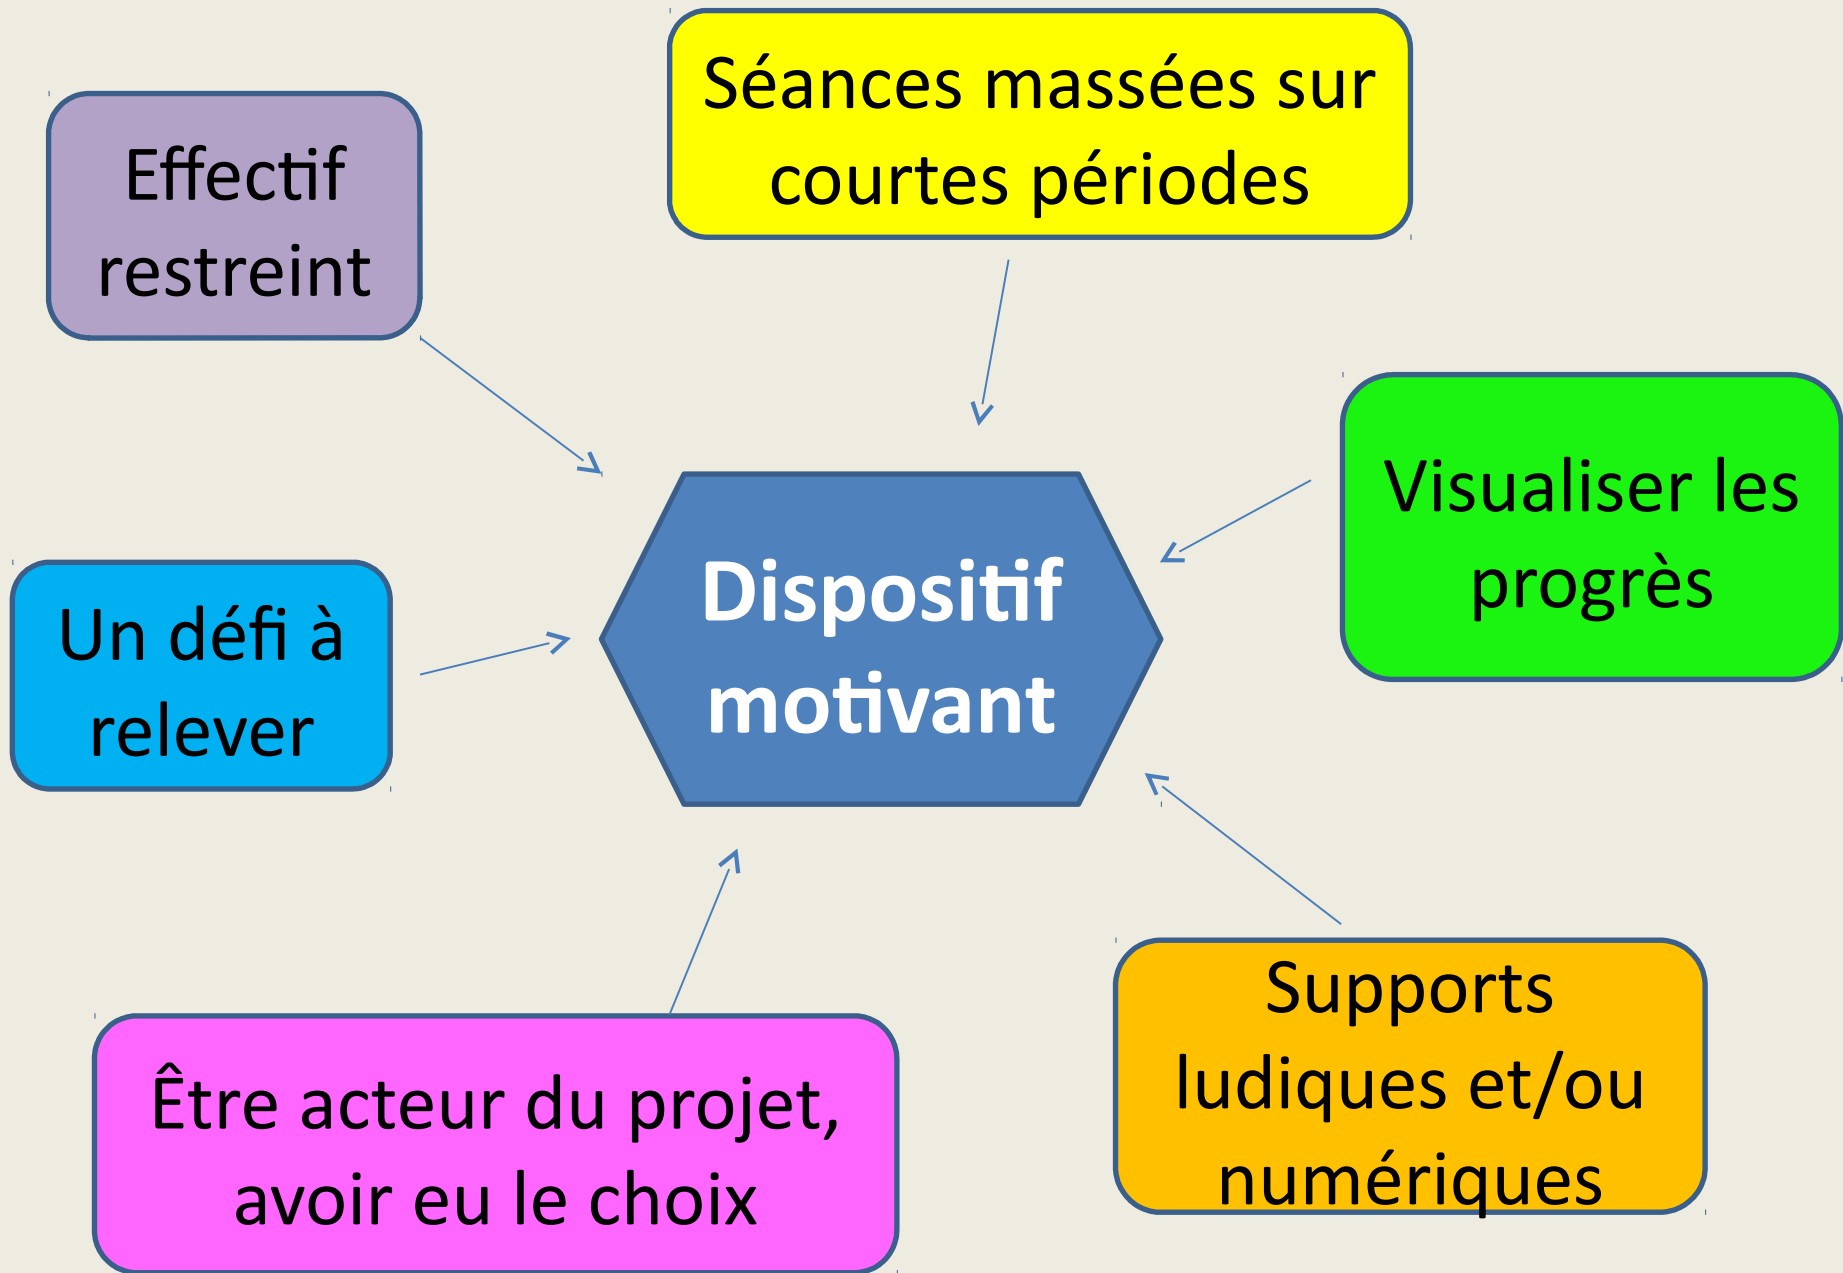 Séances massées sur
courtes périodes
Effectif
restreint
Visualiser les
progrès
Dispositif
motivant
Un défi à
relever
Supports
ludiques et/ou
numériques
Être acteur du projet,
avoir eu le choix